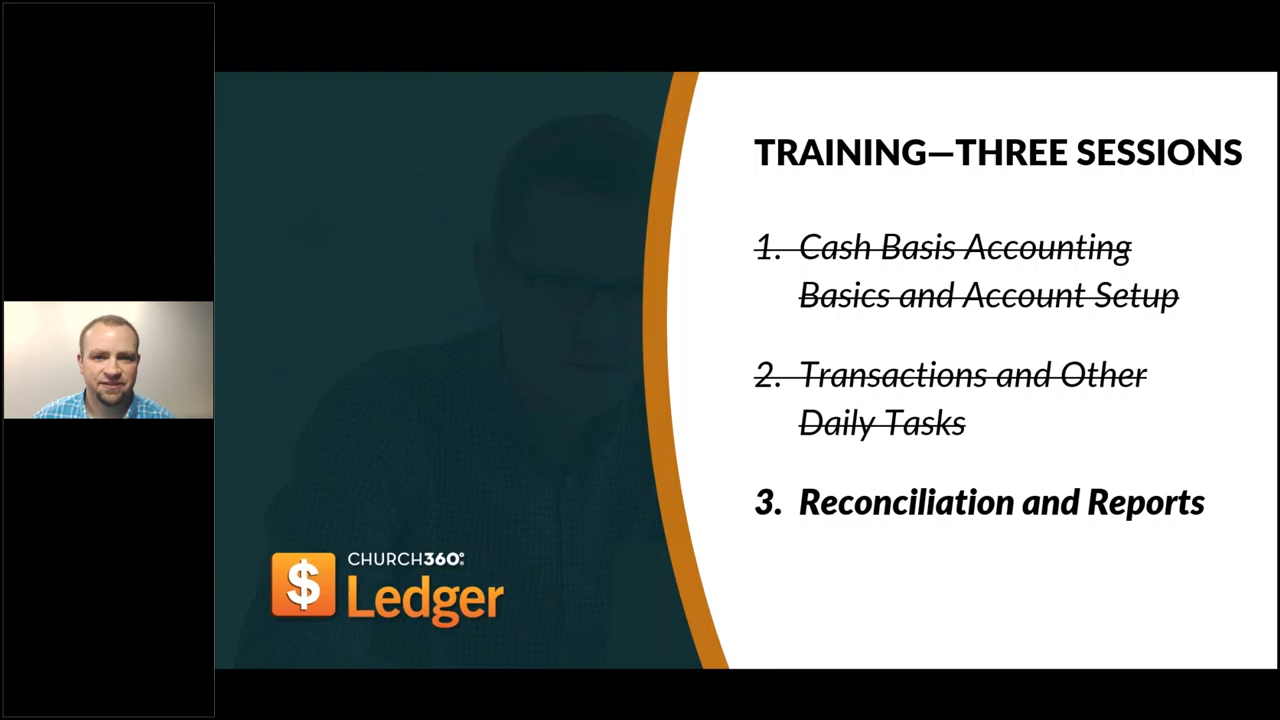 TRAINING—THREE SESSIONS
1. Cash Basis Accounting
Basics and Account Setup
2. Transactions and Other
Daily Tasks
3. Reconciliation and Reports
$
CHURCH360°
Ledger